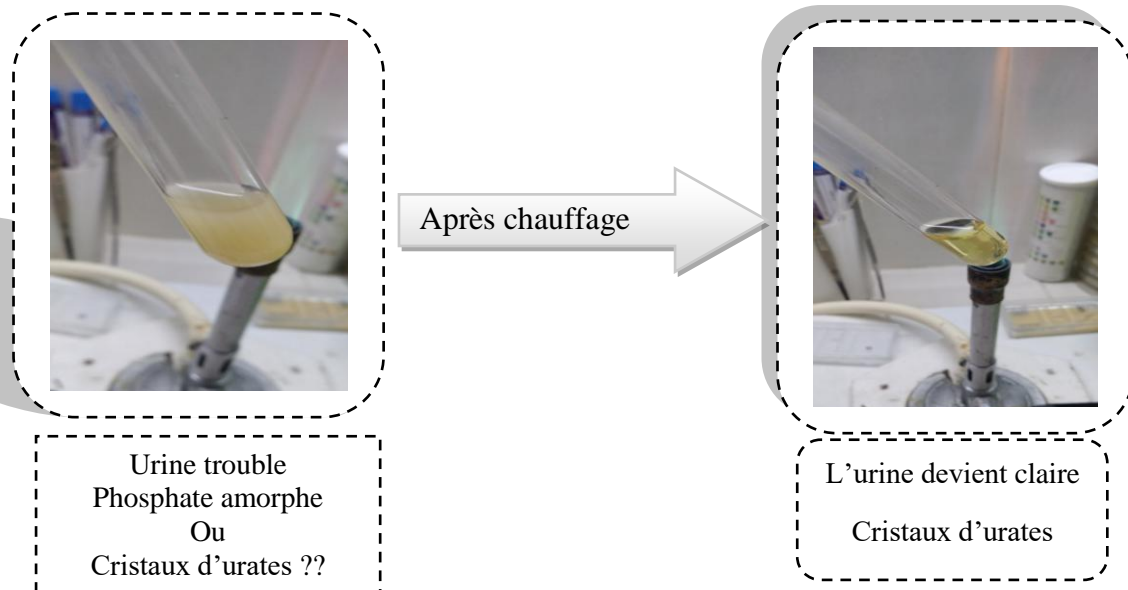 Après chauffage
Urine trouble
Phosphate amorphe
Ou
Cristaux d’urates ??
L’urine devient claire
Cristaux d’urates